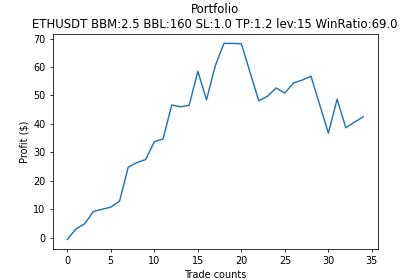 Portfolio
ETHUSDT BBM:2.5 BBL:160 SL:1.0 TP:1.2 lev:15 WinRatio:69.0
70
60
50
40
30
20
10
0
Profit ($)
0 5 10 15 20 25 30 35
Trade counts